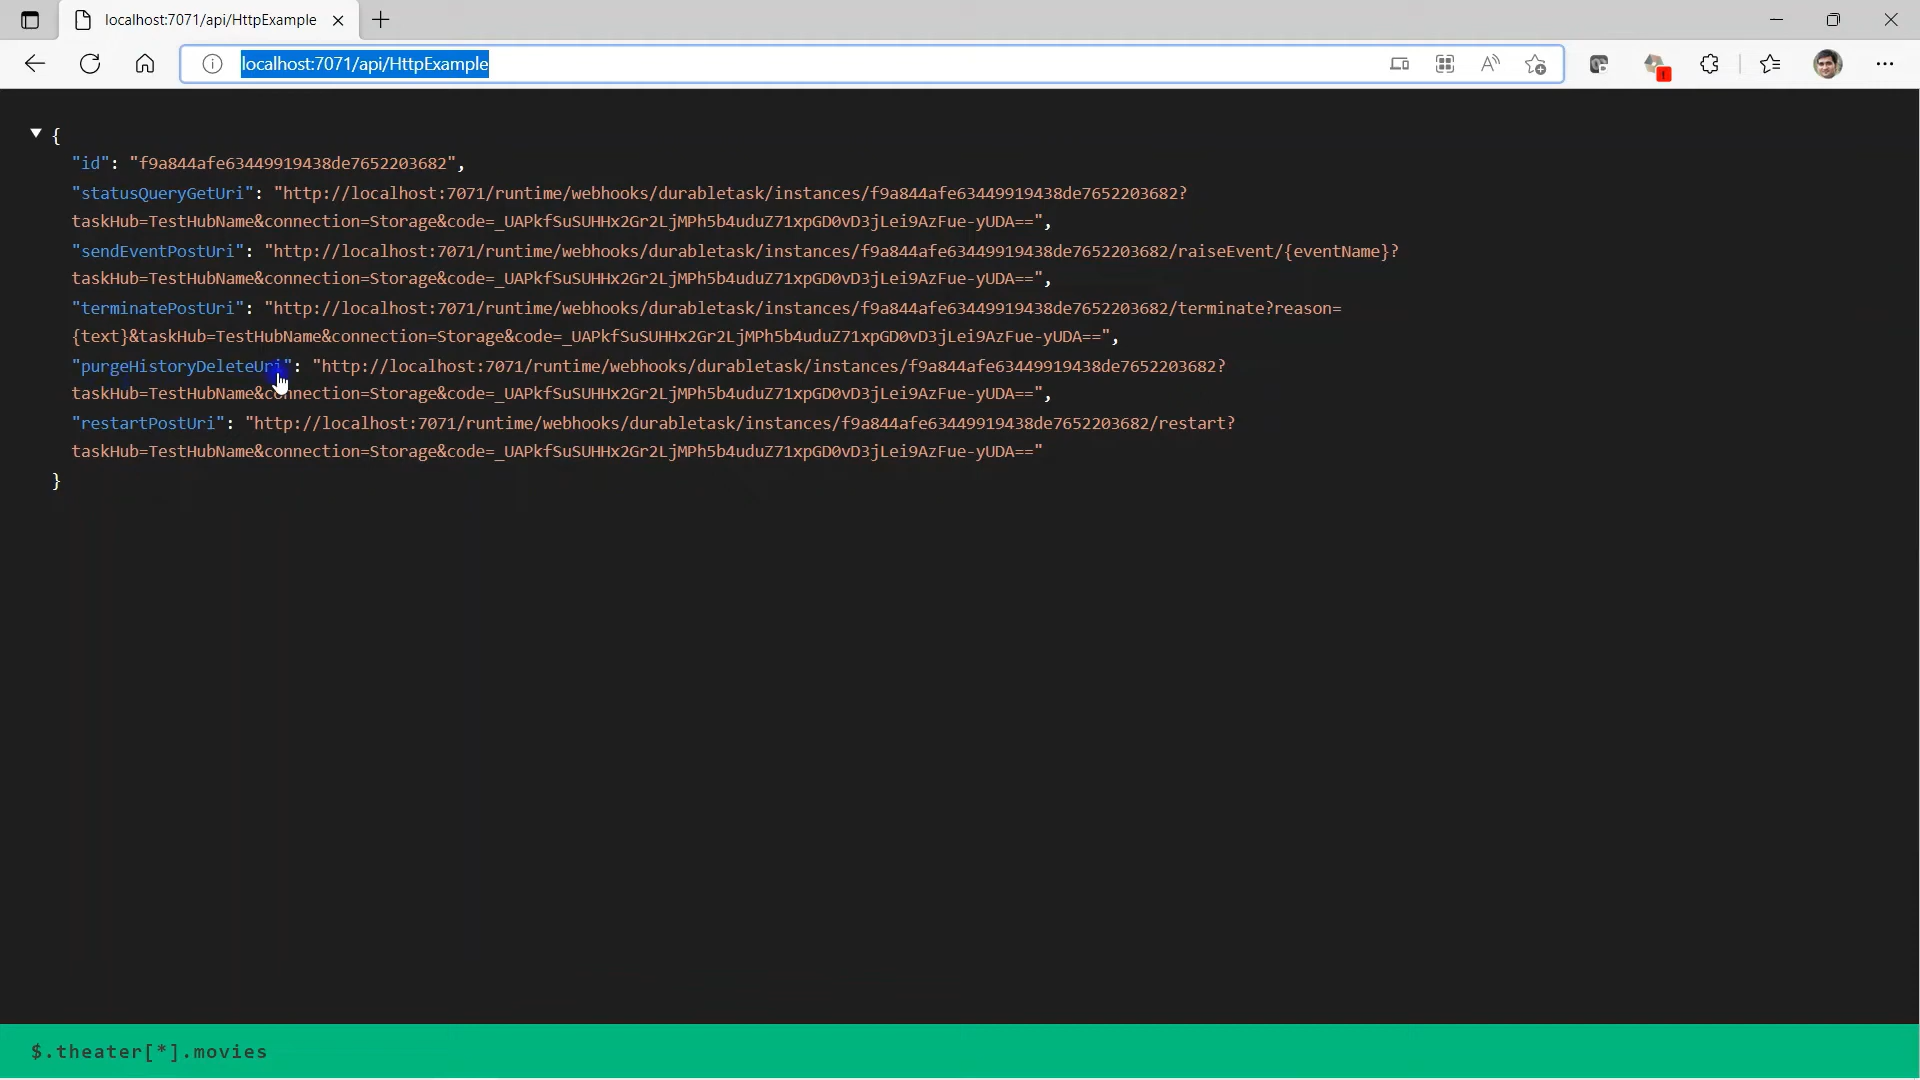 localhost:7071/api/HttpExample
localhost:7071/api/HttpExample
{
"id": "f9a844afe63449919438de7652203682",
"statusQueryGetUri": "http://localhost:7071/runtime/webhooks/durabletask/instances/f9a844afe63449919438de7652203682?
taskHub=TestHubName&connection=Storage&code=_UAPkfSuSUHHx2Gr2LjMPh5b4uduZ71xpGD0vD3jLei9AzFue-yUDA==",
"sendEventPostUri": "http://localhost:7071/runtime/webhooks/durabletask/instances/f9a844afe63449919438de7652203682/raiseEvent/{eventName}?
taskHub=TestHubName&connection=Storage&code=_UAPkfSuSUHHx2Gr2LjMPh5b4uduZ71xpGD0vD3jLei9AzFue-yUDA==",
"terminatePostUri": "http://localhost:7071/runtime/webhooks/durabletask/instances/f9a844afe63449919438de7652203682/terminate?reason=
{text}&taskHub=TestHubName&connection=Storage&code=_UAPkfSuSUHHx2Gr2LjMPh5b4uduZ71xpGD0vD3jLei9AzFue-yUDA==",
"purgeHistoryDeleteUri": "http://localhost:7071/runtime/webhooks/durabletask/instances/f9a844afe63449919438de7652203682?
taskHub=TestHubName&connection=Storage&code=_UAPkfSuSUHHx2Gr2LjMPh5b4uduZ71xpGD0vD3jLei9AzFue-yUDA==",
"restartPostUri": "http://localhost:7071/runtime/webhooks/durabletask/instances/f9a844afe63449919438de7652203682/restart?
taskHub=TestHubName&connection=Storage&code=_UAPkfSuSUHHx2Gr2LjMPh5b4uduZ71xpGD0vD3jLei9AzFue-yUDA=="
}
$.theater[*].movies